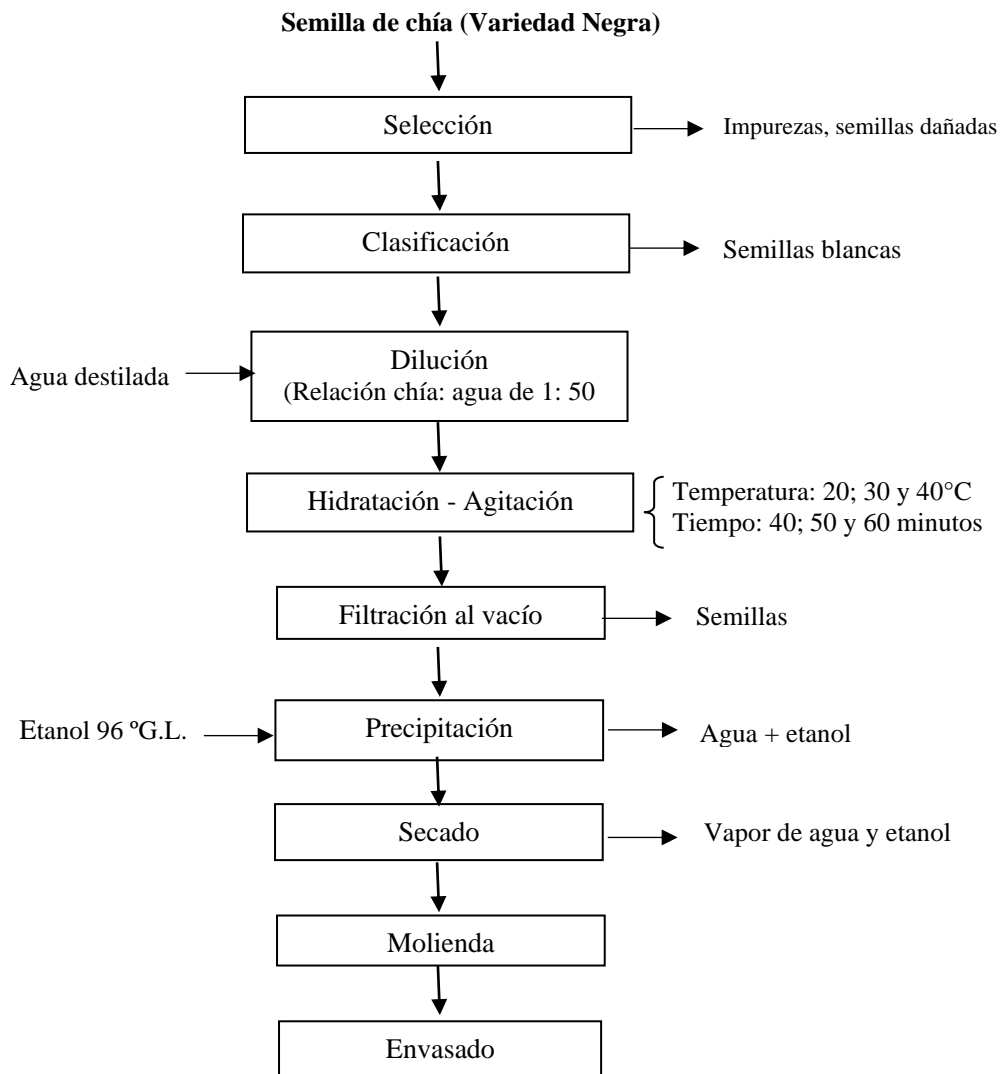 Semilla de chía (Variedad Negra)
Selección
Impurezas, semillas dañadas
Clasificación
Semillas blancas
Agua destilada
Dilución
(Relación chía: agua de 1: 50
Hidratación - Agitación
Temperatura: 20; 30 y 40°C
Tiempo: 40; 50 y 60 minutos
Filtración al vacío
Semillas
Etanol 96 ºG.L.
Precipitación
Agua + etanol
Secado
Vapor de agua y etanol
Molienda
Envasado